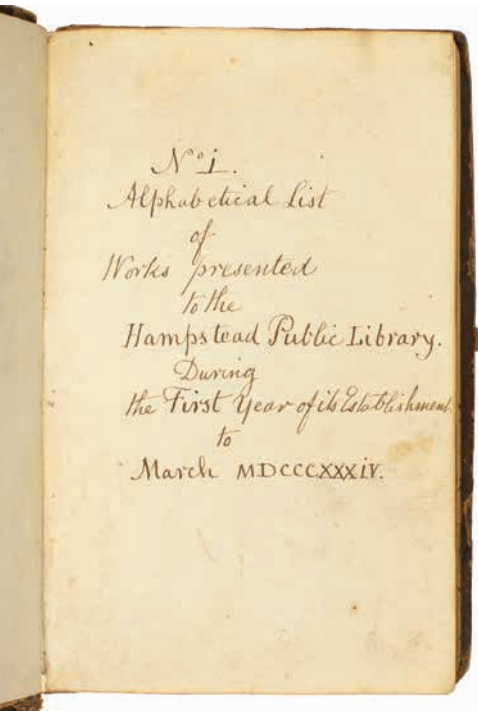 No i.
Alphabetical List
of
Works presented
to the
Hampstead Public Library.
During
the First Year of its Establishment
to
March MDCCCXXXiV.